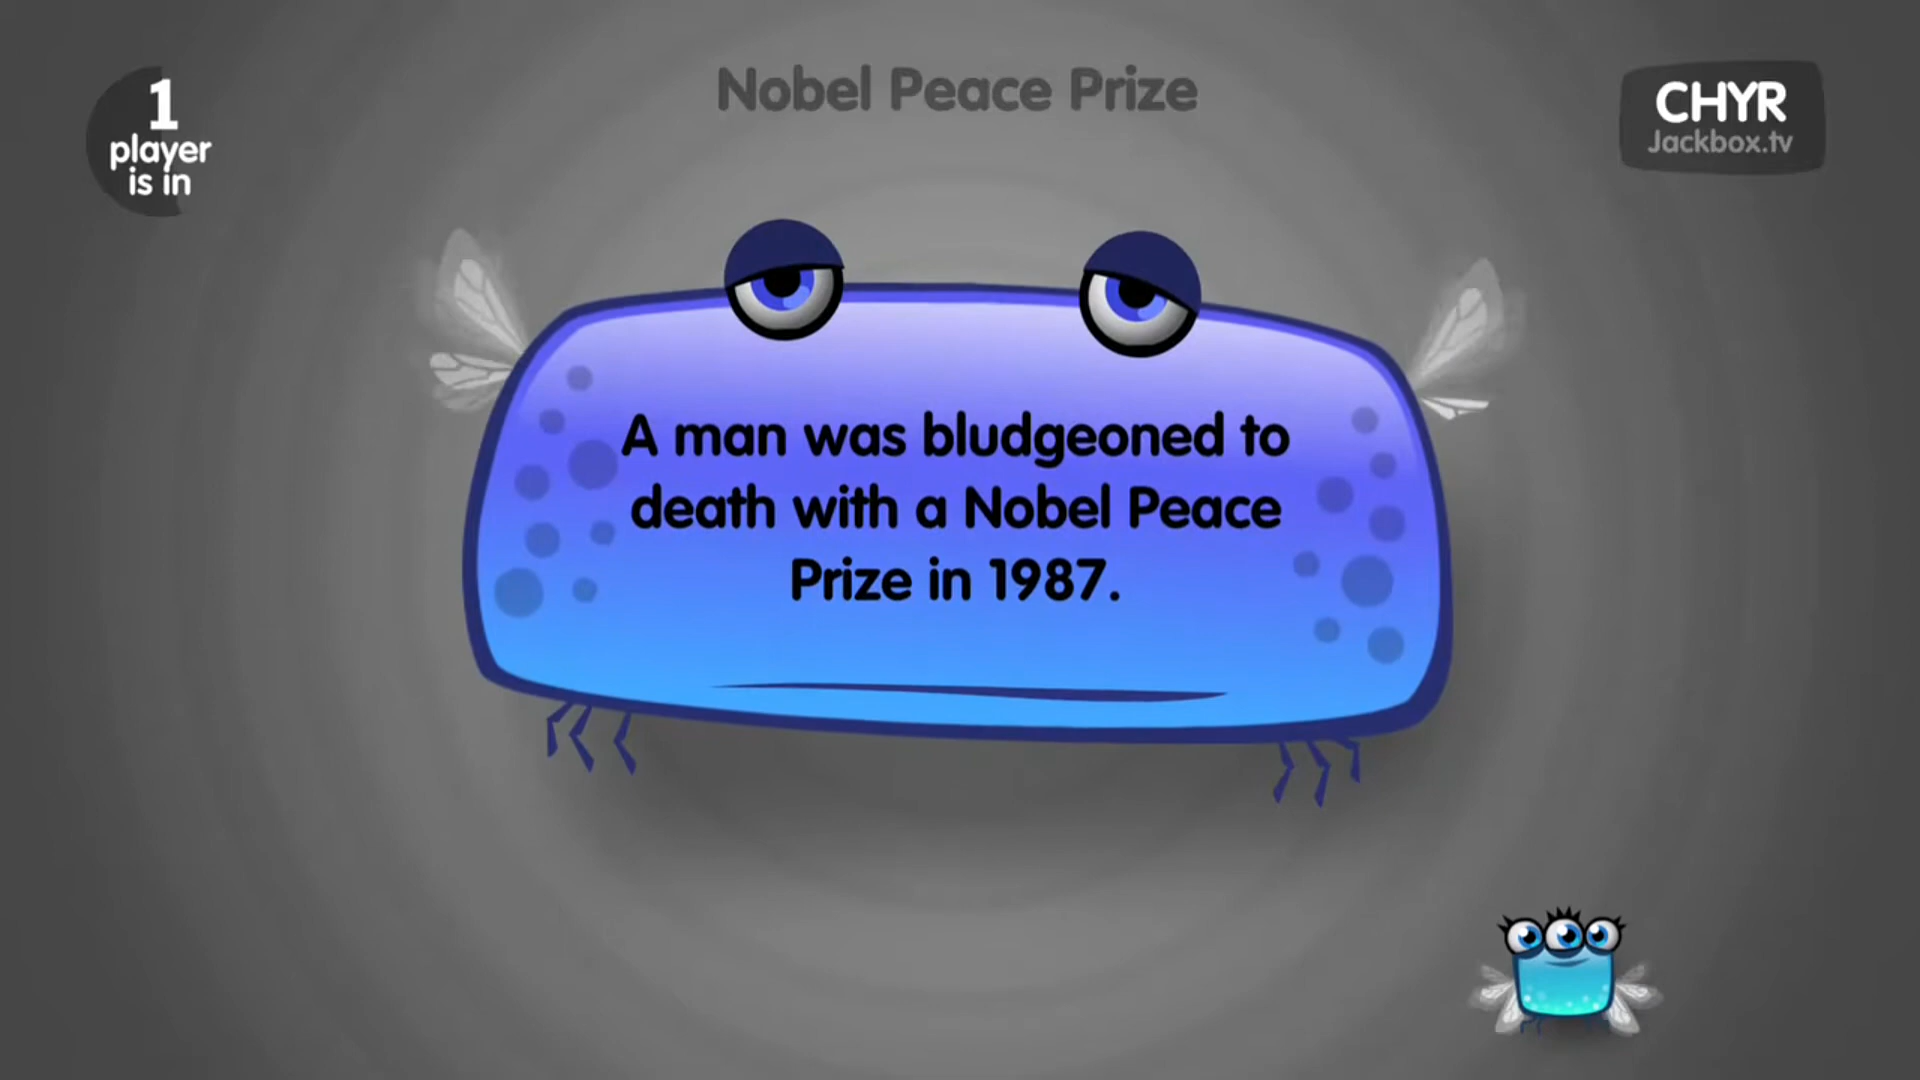 Nobel Peace Prize
1
player
is in
CHYR
Jackbox.tv
A man was bludgeoned to
death with a Nobel Peace
Prize in 1987.